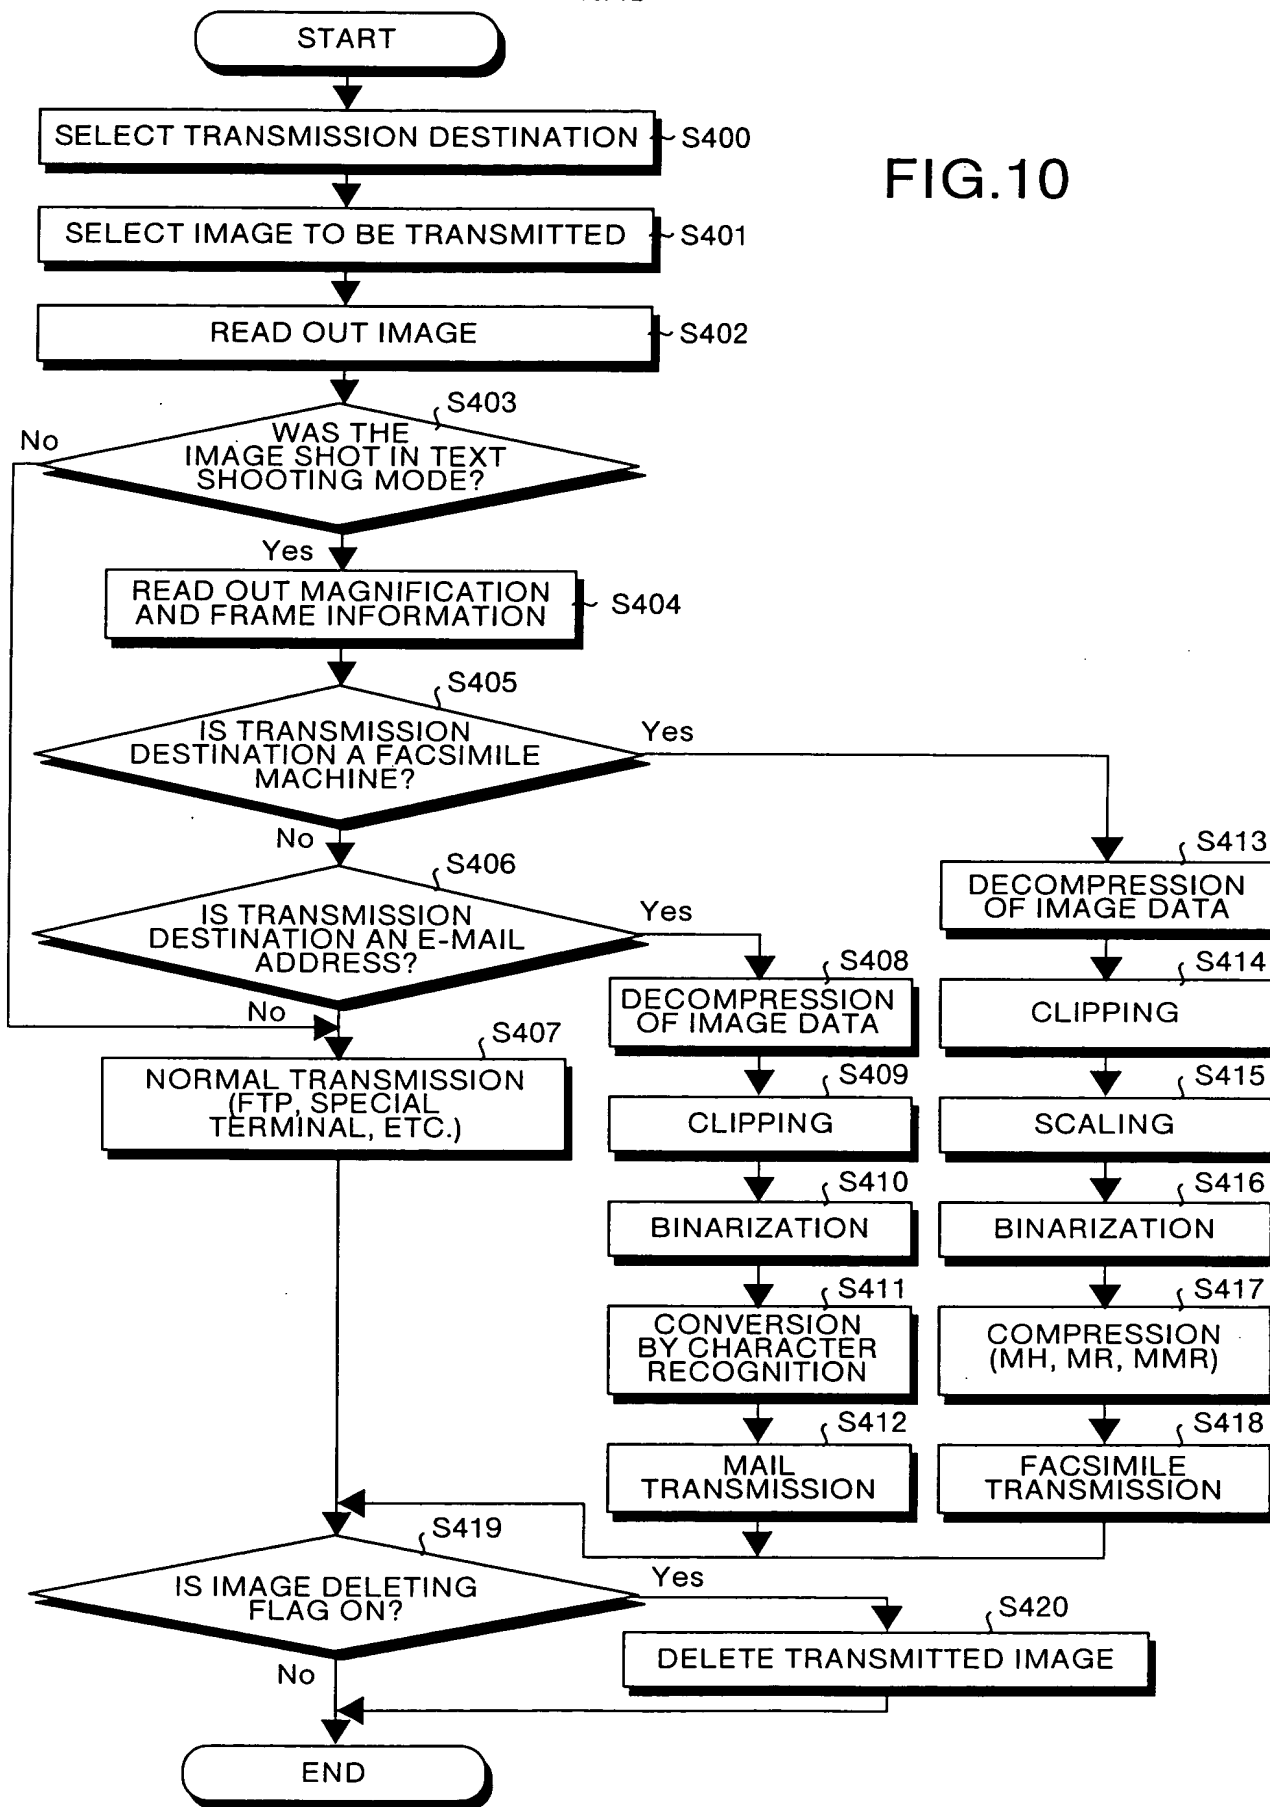 START
SELECT TRANSMISSION DESTINATION
S400
FIG.10
SELECT IMAGE TO BE TRANSMITTED
S401
READ OUT IMAGE
S402
S403
No
WAS THE
IMAGE SHOT IN TEXT
SHOOTING MODE?
Yes
READ OUT MAGNIFICATION
AND FRAME INFORMATION
S404
S405
IS TRANSMISSION
DESTINATION A FACSIMILE
MACHINE?
Yes
No
S406
IS TRANSMISSION
DESTINATION AN E-MAIL
ADDRESS?
Yes
No
S407
NORMAL TRANSMISSION
(FTP, SPECIAL
TERMINAL, ETC.)
S408
DECOMPRESSION
OF IMAGE DATA
S409
CLIPPING
S410
BINARIZATION
S411
CONVERSION
BY CHARACTER
RECOGNITION
S412
MAIL
TRANSMISSION
S413
DECOMPRESSION
OF IMAGE DATA
S414
CLIPPING
S415
SCALING
S416
BINARIZATION
S417
COMPRESSION
(MH, MR, MMR)
S418
FACSIMILE
TRANSMISSION
S419
IS IMAGE DELETING
FLAG ON?
Yes
S420
DELETE TRANSMITTED IMAGE
No
END